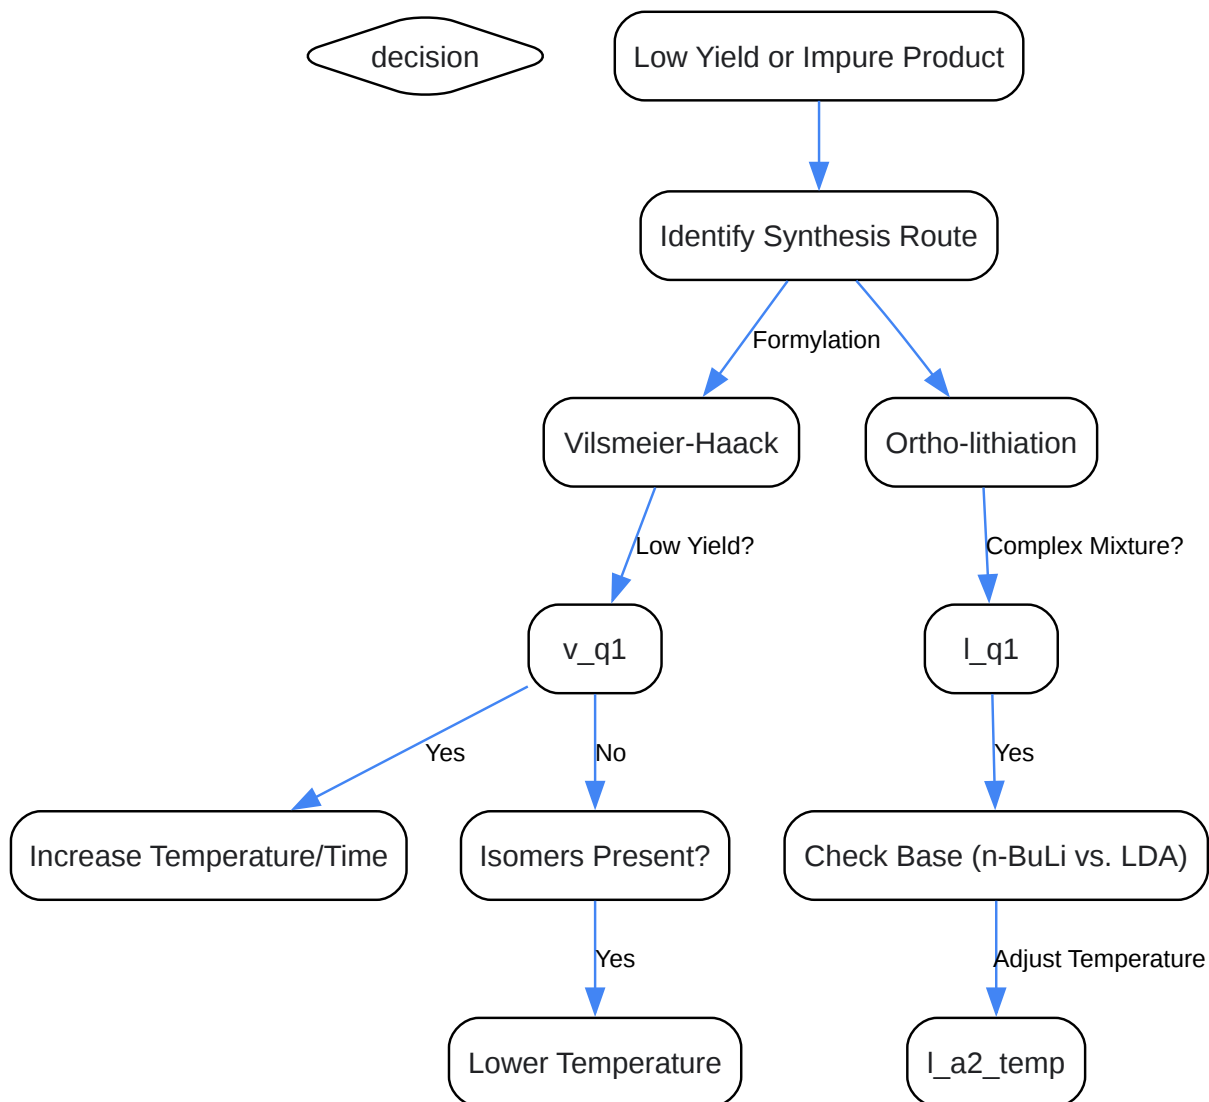 decision
Low Yield or Impure Product
Identify Synthesis Route
Formylation
Vilsmeier-Haack
Ortho-lithiation
Low Yield?
Complex Mixture?
v_q1
l_q1
Yes
No
Yes
Increase Temperature/Time
Isomers Present?
Check Base (n-BuLi vs. LDA)
Yes
Adjust Temperature
Lower Temperature
l_a2_temp